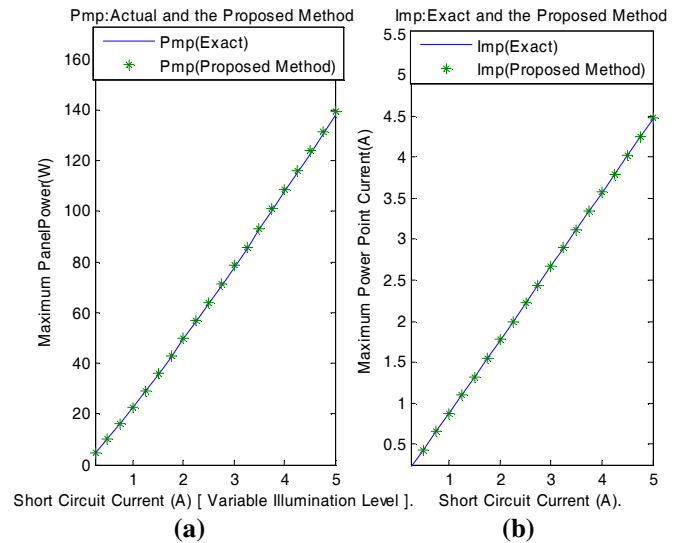 Pmp:Actual and the Proposed Method
Pmp(Exact)
Pmp(Proposed Method)
160
140
120
100
80
60
40
20
0
Maximum PanelPower(W)
1
2
3
4
5
Short Circuit Current (A) [ Variable Illumination Level ].
(a)
Imp:Exact and the Proposed Method
Imp(Exact)
Imp(Proposed Method)
5.5
5
4.5
4
3.5
3
2.5
2
1.5
1
0.5
Maximum Power Point Current(A)
1
2
3
4
5
Short Circuit Current (A).
(b)